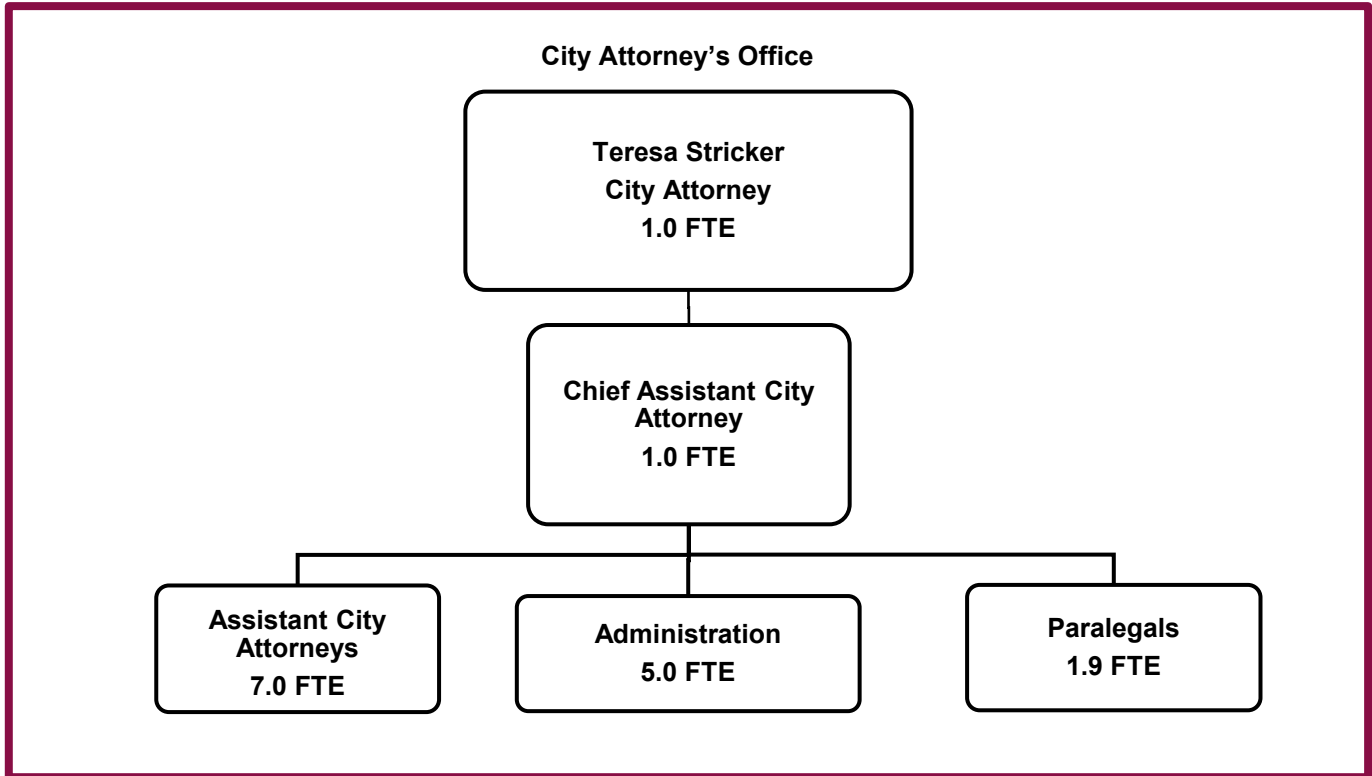 City Attorney’s Office
Teresa Stricker
City Attorney
1.0 FTE
Chief Assistant City
Attorney
1.0 FTE
Assistant City
Attorneys
7.0 FTE
Administration
5.0 FTE
Paralegals
1.9 FTE